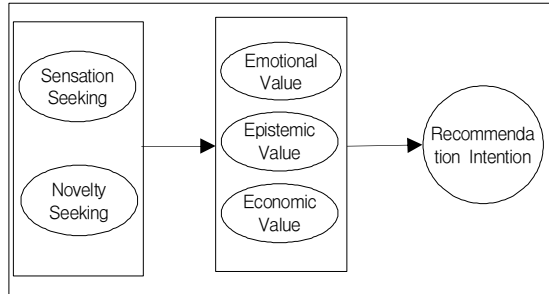 Sensation
Seeking
Novelty
Seeking
Emotional
Value
Epistemic
Value
Economic
Value
Recommenda
tion Intention